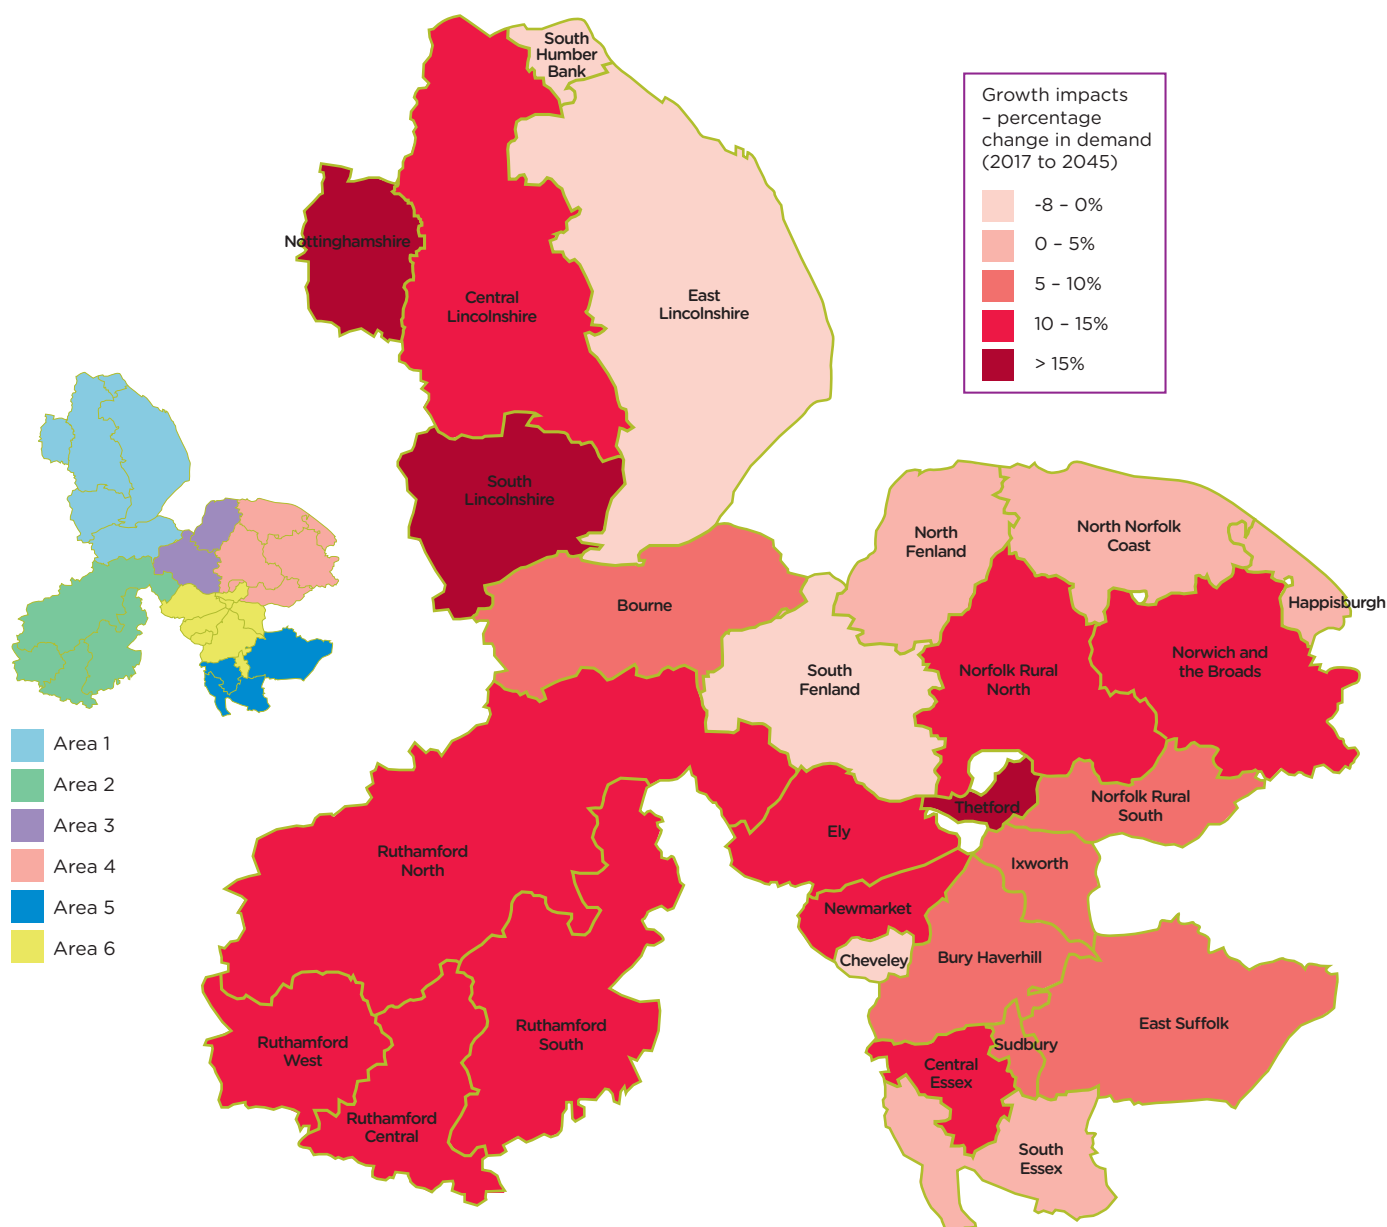 South
Humber
Bank
Growth impacts
– percentage
change in demand
(2017 to 2045)
-8 – 0%
0 – 5%
5 – 10%
10 – 15%
> 15%
Nottinghamshire
Central
Lincolnshire
East
Lincolnshire
South
Lincolnshire
North
Fenland
North Norfolk
Coast
Happisburgh
Bourne
South
Fenland
Norfolk Rural
North
Norwich and
the Broads
Area 1
Area 2
Area 3
Area 4
Area 5
Area 6
Thetford
Norfolk Rural
South
Ely
Ruthamford
North
Ixworth
Newmarket
Cheveley
Bury Haverhill
Ruthamford
West
Ruthamford
South
East Suffolk
Sudbury
Central
Essex
Ruthamford
Central
South
Essex